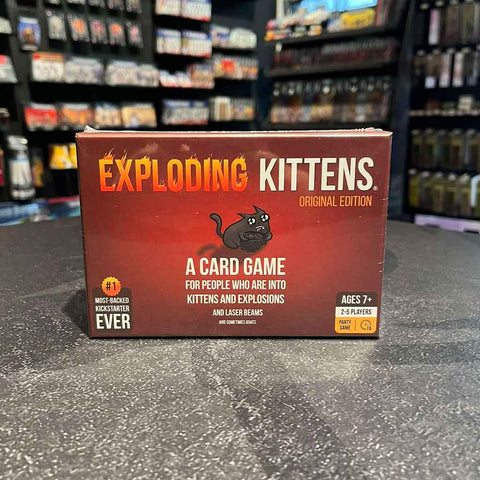 EXPLODING KITTENS®
ORIGINAL EDITION
A CARD GAME
FOR PEOPLE WHO ARE INTO
KITTENS AND EXPLOSIONS
AND LASER BEAMS
AND SOMETIMES GOATS.
#1
MOST-BACKED
KICKSTARTER
EVER
AGES 7+
2-5 PLAYERS
PARTY
GAME
15